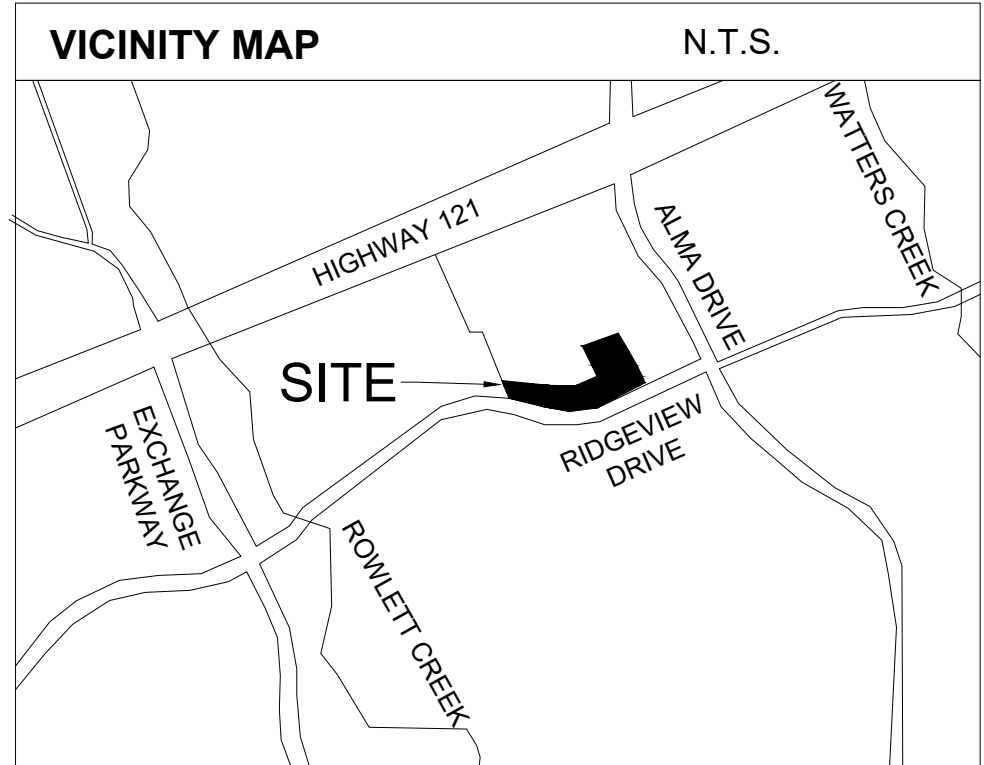 VICINITY MAP
N.T.S.
WATTERS CREEK
HIGHWAY 121
ALMA DRIVE
SITE
EXCHANGE
PARKWAY
RIDGEVIEW
DRIVE
ROWLETT CREEK